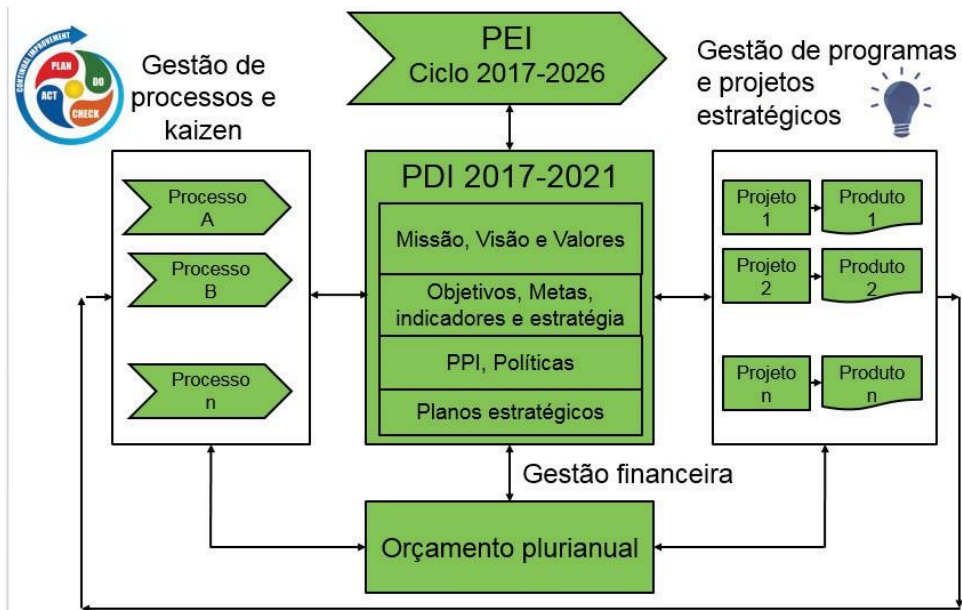 PEI
Ciclo 2017-2026
CONTINUAL IMPROVEMENT
PLAN
DO
ACT
CHECK
Gestão de
processos e
kaizen
Gestão de programas
e projetos
estratégicos
Processo
A
Processo
B
Processo
n
PDI 2017-2021
Missão, Visão e Valores
Objetivos, Metas,
indicadores e estratégia
PPI, Políticas
Planos estratégicos
Projeto
1
Produto
1
Projeto
2
Produto
2
Projeto
n
Produto
n
Gestão financeira
Orçamento plurianual